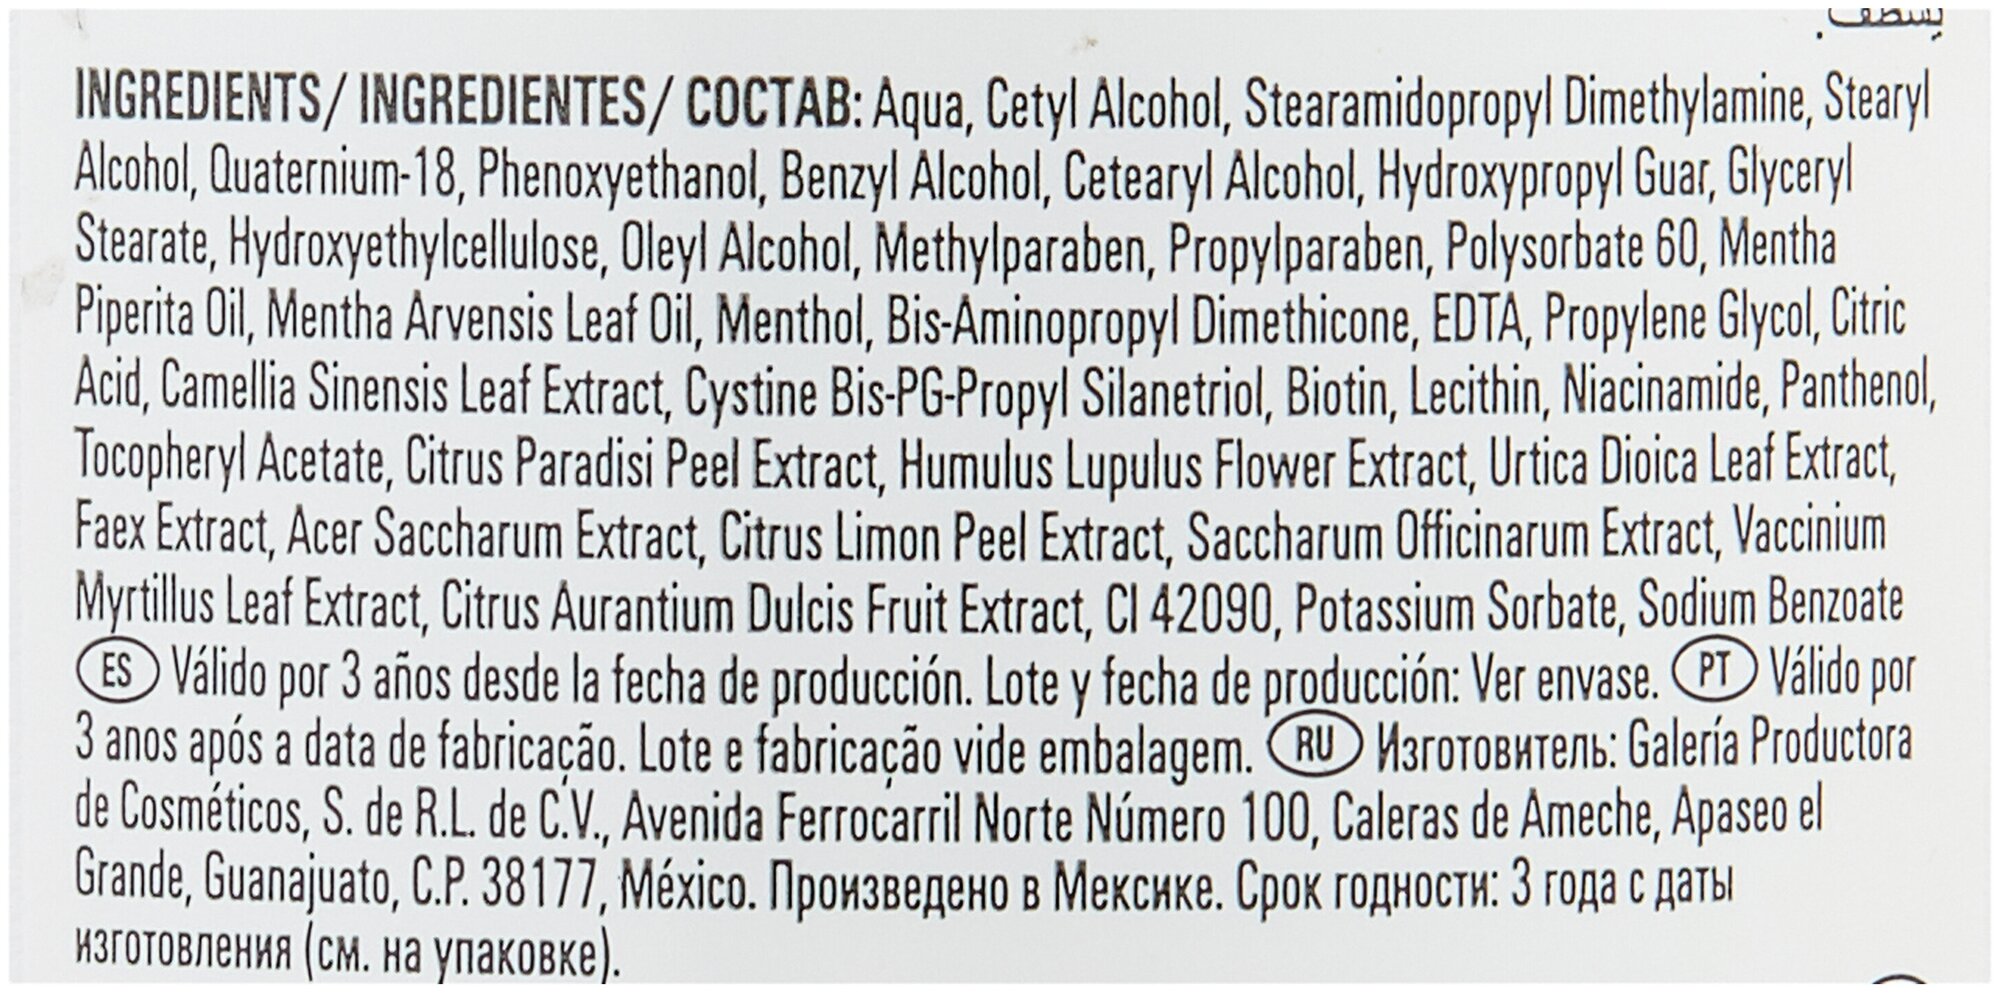 INGREDIENTS/ INGREDIENTES/ СОСТАВ: Aqua, Cetyl Alcohol, Stearamidopropyl Dimethylamine, Stearyl
Alcohol, Quaternium-18, Phenoxyethanol, Benzyl Alcohol, Cetearyl Alcohol, Hydroxypropyl Guar, Glyceryl
Stearate, Hydroxyethylcellulose, Oleyl Alcohol, Methylparaben, Propylparaben, Polysorbate 60, Mentha
Piperita Oil, Mentha Arvensis Leaf Oil, Menthol, Bis-Aminopropyl Dimethicone, EDTA, Propylene Glycol, Citric
Acid, Camellia Sinensis Leaf Extract, Cystine Bis-PG-Propyl Silanetriol, Biotin, Lecithin, Niacinamide, Panthenol,
Tocopheryl Acetate, Citrus Paradisi Peel Extract, Humulus Lupulus Flower Extract, Urtica Dioica Leaf Extract,
Faex Extract, Acer Saccharum Extract, Citrus Limon Peel Extract, Saccharum Officinarum Extract, Vaccinium
Myrtillus Leaf Extract, Citrus Aurantium Dulcis Fruit Extract, CI 42090, Potassium Sorbate, Sodium Benzoate
ES Válido por 3 años desde la fecha de producción. Lote y fecha de producción: Ver envase. PT Válido por
3 anos após a data de fabricação. Lote e fabricação vide embalagem. RU Изготовитель: Galería Productora
de Cosméticos, S. de R.L. de C.V., Avenida Ferrocarril Norte Número 100, Caleras de Ameche, Apaseo el
Grande, Guanajuato, C.P. 38177, México. Произведено в Мексике. Срок годности: 3 года с даты
изготовления (см. на упаковке).